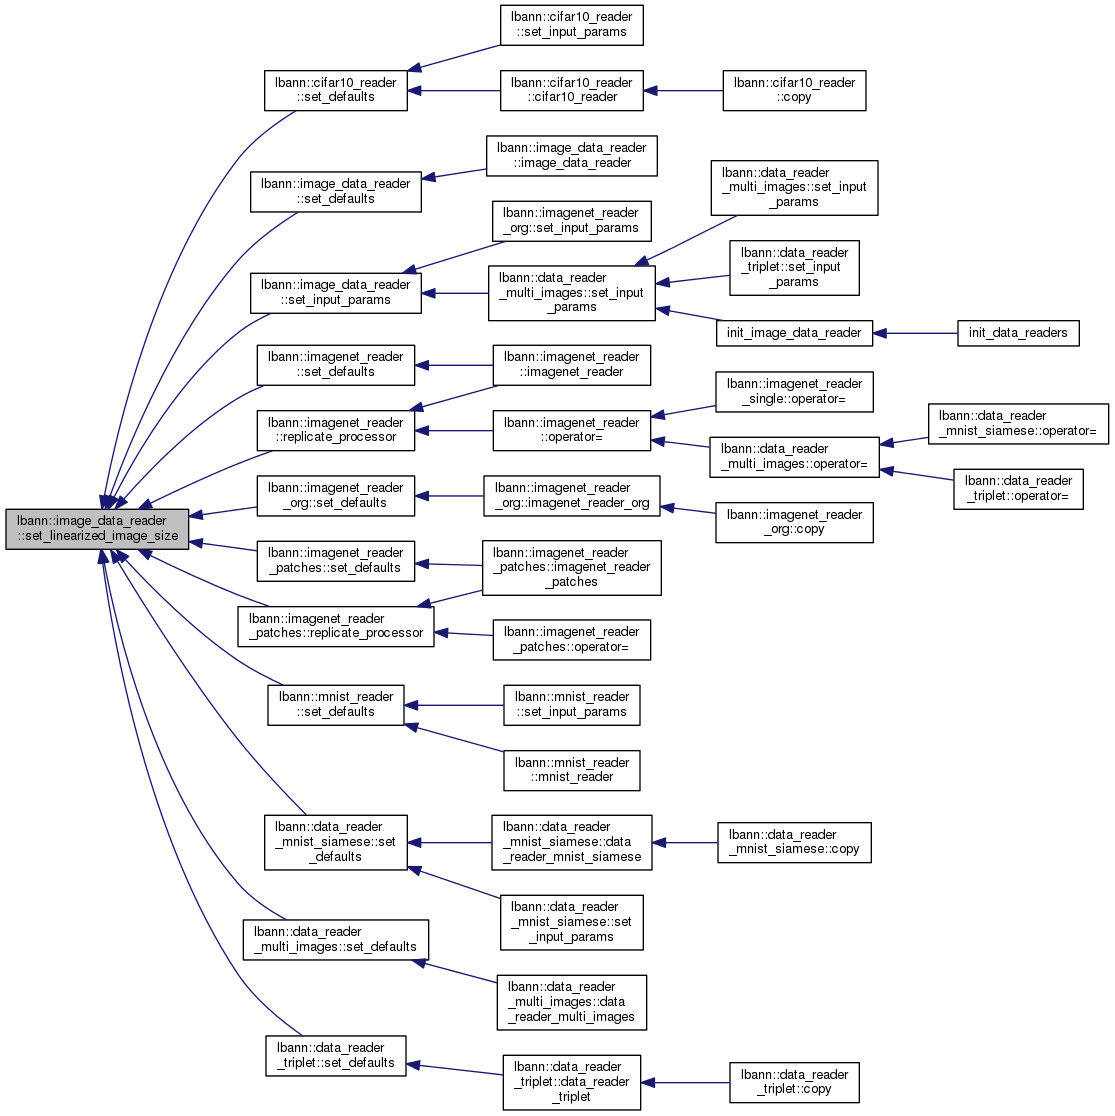 lbann::cifar10_reader
::set_input_params
lbann::cifar10_reader
::set_defaults
lbann::cifar10_reader
::cifar10_reader
lbann::cifar10_reader
::copy
lbann::image_data_reader
::image_data_reader
lbann::image_data_reader
::set_defaults
lbann::data_reader
_multi_images::set_input
_params
lbann::imagenet_reader
_org::set_input_params
lbann::data_reader
_triplet::set_input
_params
lbann::image_data_reader
::set_input_params
lbann::data_reader
_multi_images::set_input
_params
init_image_data_reader
init_data_readers
lbann::imagenet_reader
::set_defaults
lbann::imagenet_reader
::imagenet_reader
lbann::imagenet_reader
_single::operator=
lbann::imagenet_reader
::replicate_processor
lbann::imagenet_reader
::operator=
lbann::data_reader
_mnist_siamese::operator=
lbann::data_reader
_multi_images::operator=
lbann::data_reader
_triplet::operator=
lbann::imagenet_reader
_org::set_defaults
lbann::imagenet_reader
_org::imagenet_reader_org
lbann::imagenet_reader
_org::copy
lbann::image_data_reader
::set_linearized_image_size
lbann::imagenet_reader
_patches::set_defaults
lbann::imagenet_reader
_patches::imagenet_reader
_patches
lbann::imagenet_reader
_patches::replicate_processor
lbann::imagenet_reader
_patches::operator=
lbann::mnist_reader
::set_defaults
lbann::mnist_reader
::set_input_params
lbann::mnist_reader
::mnist_reader
lbann::data_reader
_mnist_siamese::set
_defaults
lbann::data_reader
_mnist_siamese::data
_reader_mnist_siamese
lbann::data_reader
_mnist_siamese::copy
lbann::data_reader
_mnist_siamese::set
_input_params
lbann::data_reader
_multi_images::set_defaults
lbann::data_reader
_multi_images::data
_reader_multi_images
lbann::data_reader
_triplet::set_defaults
lbann::data_reader
_triplet::data_reader
_triplet
lbann::data_reader
_triplet::copy